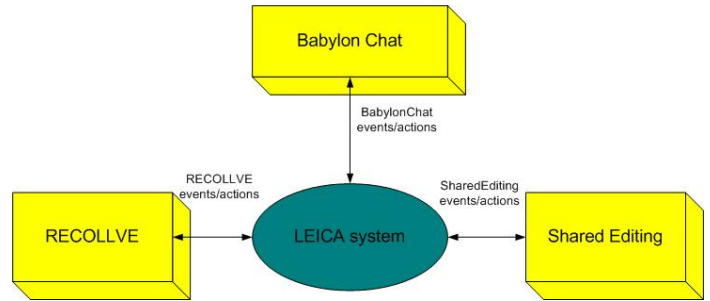 Babylon Chat
BabylonChat
events/actions
RECOLLVE
events/actions
SharedEditing
events/actions
RECOLLVE
LEICA system
Shared Editing